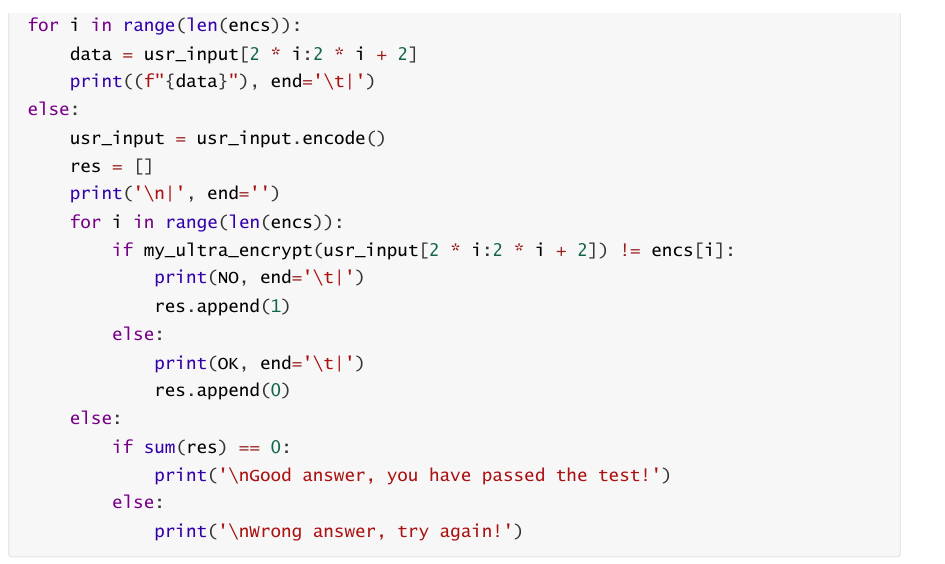 for i in range(len(encs)):
    data = usr_input[2 * i:2 * i + 2]
    print((f"{data}"), end='\t|')
else:
    usr_input = usr_input.encode()
    res = []
    print('\n|', end='')
    for i in range(len(encs)):
        if my_ultra_encrypt(usr_input[2 * i:2 * i + 2]) != encs[i]:
            print(NO, end='\t|')
            res.append(1)
        else:
            print(OK, end='\t|')
            res.append(0)
    else:
        if sum(res) == 0:
            print('\nGood answer, you have passed the test!')
        else:
            print('\nWrong answer, try again!')